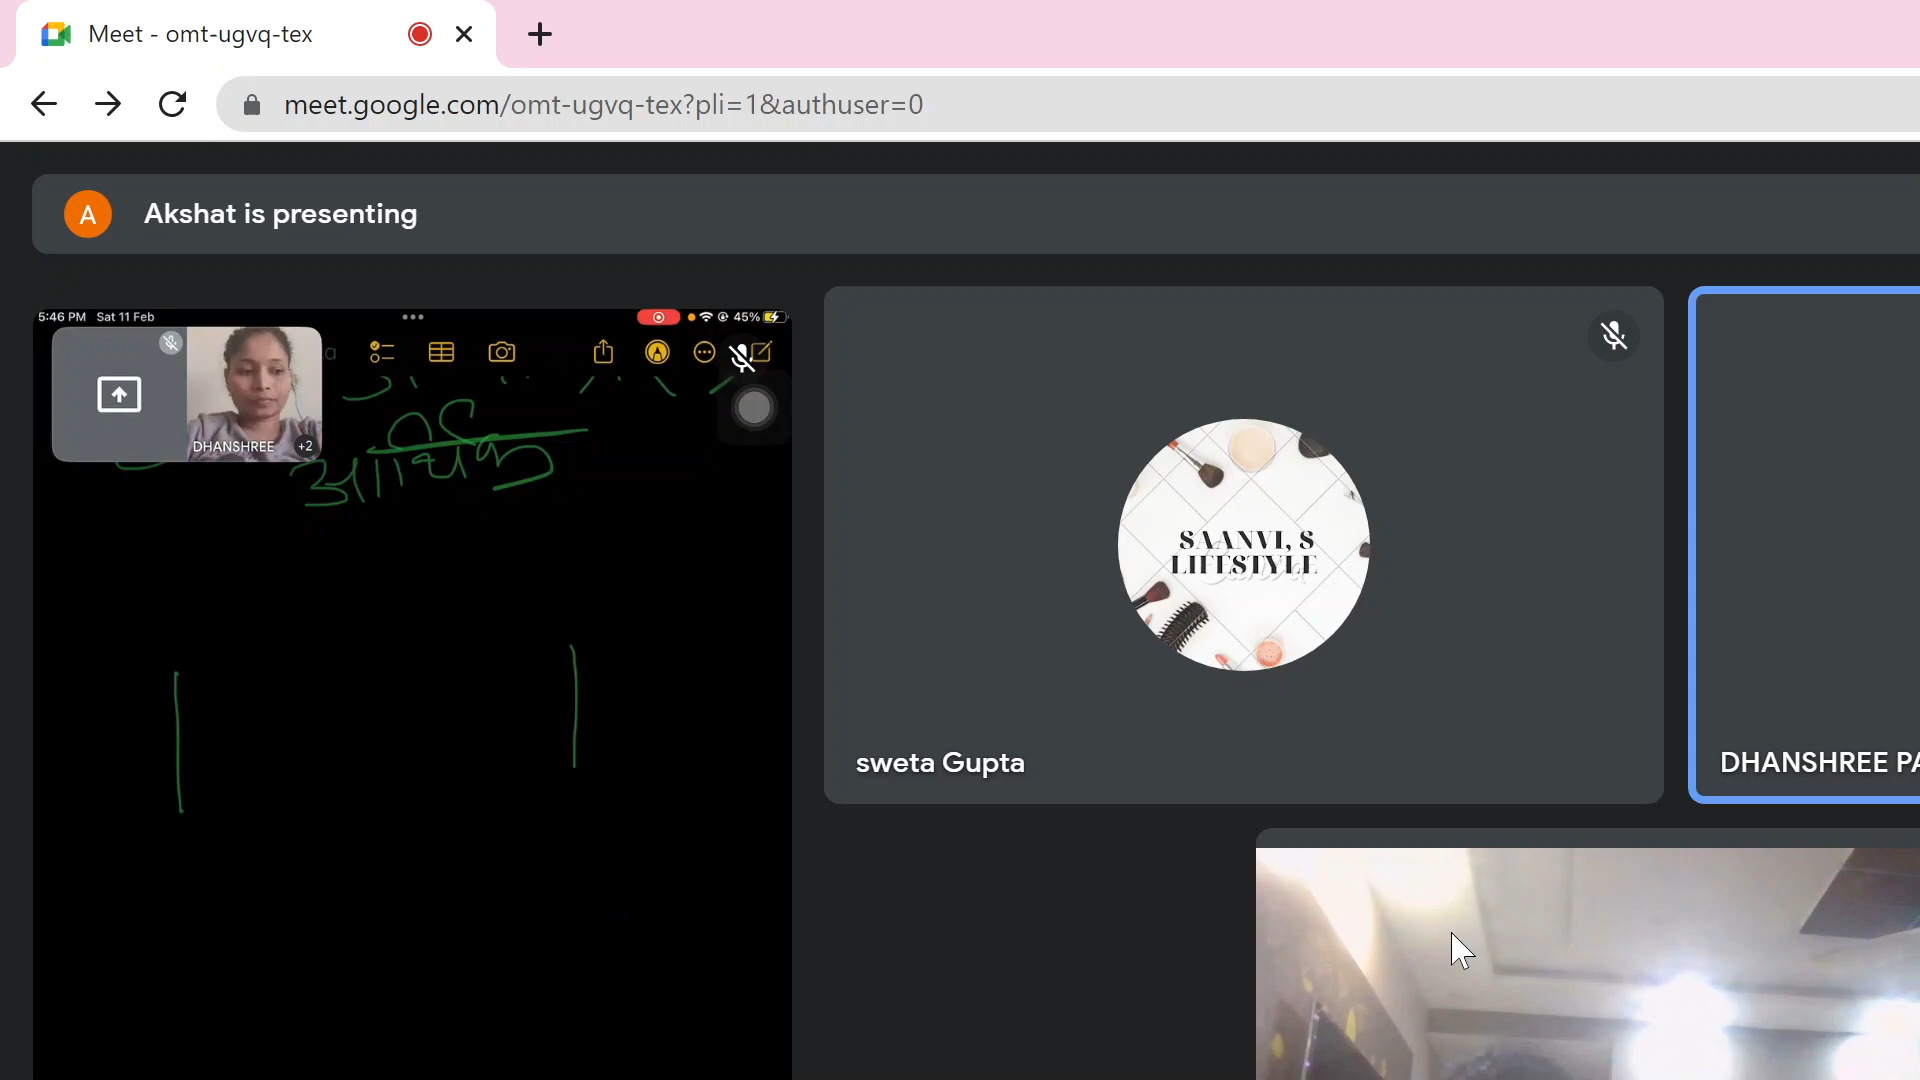 Meet - omt-ugvq-tex
meet.google.com/omt-ugvq-tex?pli=1&authuser=0
A Akshat is presenting
5:46 PM Sat 11 Feb
45%
a
DHANSHREE +2
आर्थिक
SAANVI, S
LIFESTYLE
sweta Gupta
DHANSHREE PA